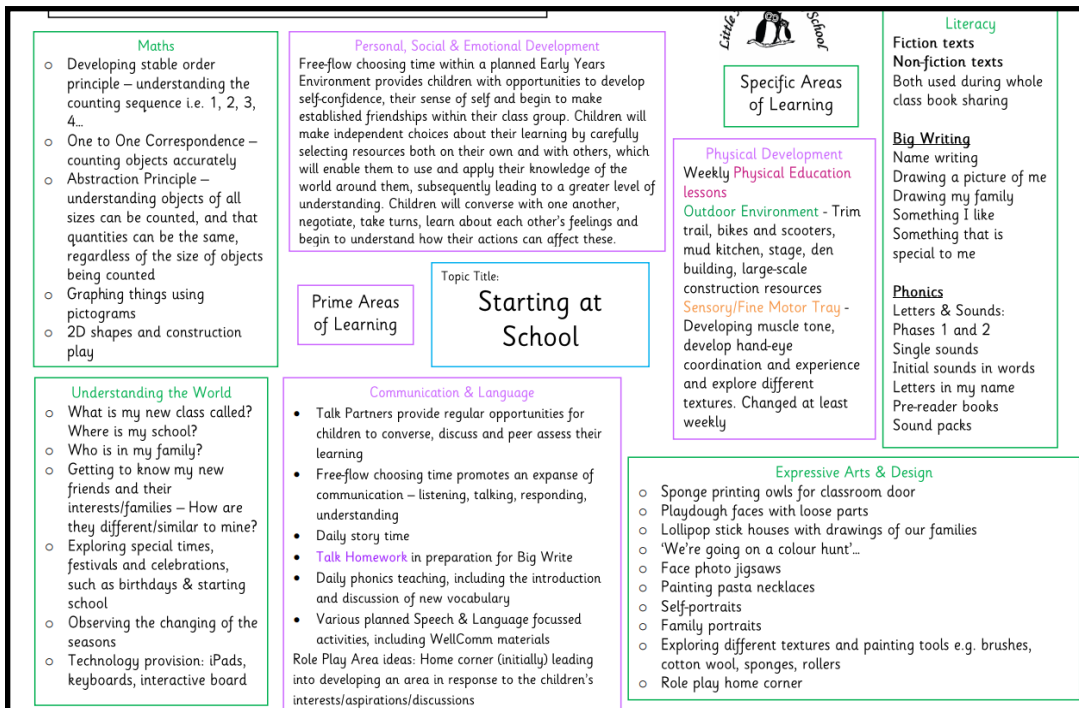 Maths
o Developing stable order
principle – understanding the
counting sequence i.e. 1, 2, 3,
4…
o One to One Correspondence –
counting objects accurately
o Abstraction Principle –
understanding objects of all
sizes can be counted, and that
quantities can be the same,
regardless of the size of objects
being counted
o Graphing things using
pictograms
o 2D shapes and construction
play
Personal, Social & Emotional Development
Free-flow choosing time within a planned Early Years
Environment provides children with opportunities to develop
self-confidence, their sense of self and begin to make
established friendships within their class group. Children will
make independent choices about their learning by carefully
selecting resources both on their own and with others, which
will enable them to use and apply their knowledge of the
world around them, subsequently leading to a greater level of
understanding. Children will converse with one another,
negotiate, take turns, learn about each other's feelings and
begin to understand how their actions can affect these.
Little
School
Specific Areas
of Learning
Literacy
Fiction texts
Non-fiction texts
Both used during whole
class book sharing
Big Writing
Name writing
Drawing a picture of me
Drawing my family
Something I like
Something that is
special to me
Phonics
Letters & Sounds:
Phases 1 and 2
Single sounds
Initial sounds in words
Letters in my name
Pre-reader books
Sound packs
Physical Development
Weekly Physical Education
lessons
Outdoor Environment - Trim
trail, bikes and scooters,
mud kitchen, stage, den
building, large-scale
construction resources
Sensory/Fine Motor Tray -
Developing muscle tone,
develop hand-eye
coordination and experience
and explore different
textures. Changed at least
weekly
Prime Areas
of Learning
Topic Title:
Starting at
School
Understanding the World
o What is my new class called?
Where is my school?
o Who is in my family?
o Getting to know my new
friends and their
interests/families – How are
they different/similar to mine?
o Exploring special times,
festivals and celebrations,
such as birthdays & starting
school
o Observing the changing of the
seasons
o Technology provision: iPads,
keyboards, interactive board
Communication & Language
• Talk Partners provide regular opportunities for
children to converse, discuss and peer assess their
learning
• Free-flow choosing time promotes an expanse of
communication – listening, talking, responding,
understanding
• Daily story time
• Talk Homework in preparation for Big Write
• Daily phonics teaching, including the introduction
and discussion of new vocabulary
• Various planned Speech & Language focussed
activities, including WellComm materials
Role Play Area ideas: Home corner (initially) leading
into developing an area in response to the children's
interests/aspirations/discussions
Expressive Arts & Design
o Sponge printing owls for classroom door
o Playdough faces with loose parts
o Lollipop stick houses with drawings of our families
o 'We're going on a colour hunt'…
o Face photo jigsaws
o Painting pasta necklaces
o Self-portraits
o Family portraits
o Exploring different textures and painting tools e.g. brushes,
cotton wool, sponges, rollers
o Role play home corner